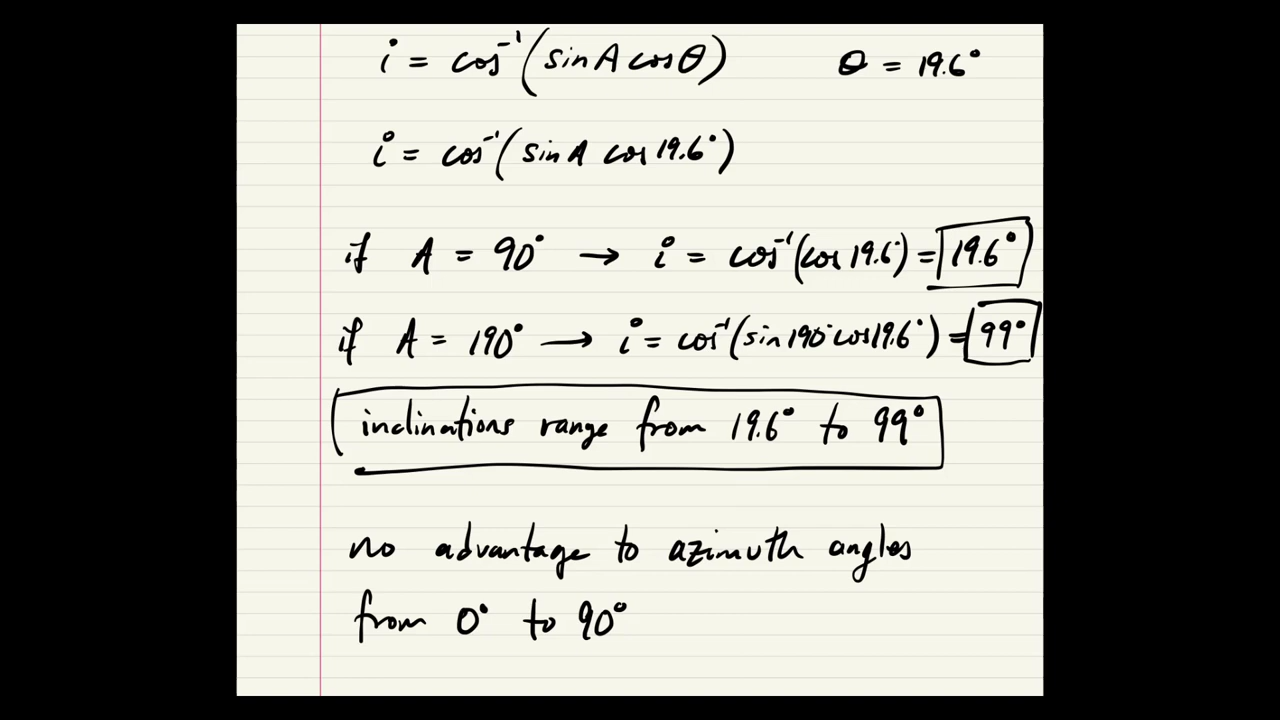 i = cos⁻¹(sin A cos θ) θ = 19.6°
i = cos⁻¹(sin A cos 19.6°)
if A = 90° → i = cos⁻¹(cos 19.6°) = 19.6°
if A = 190° → i = cos⁻¹(sin 190° cos 19.6°) = 99°
inclinations range from 19.6° to 99°
no advantage to azimuth angles
from 0° to 90°